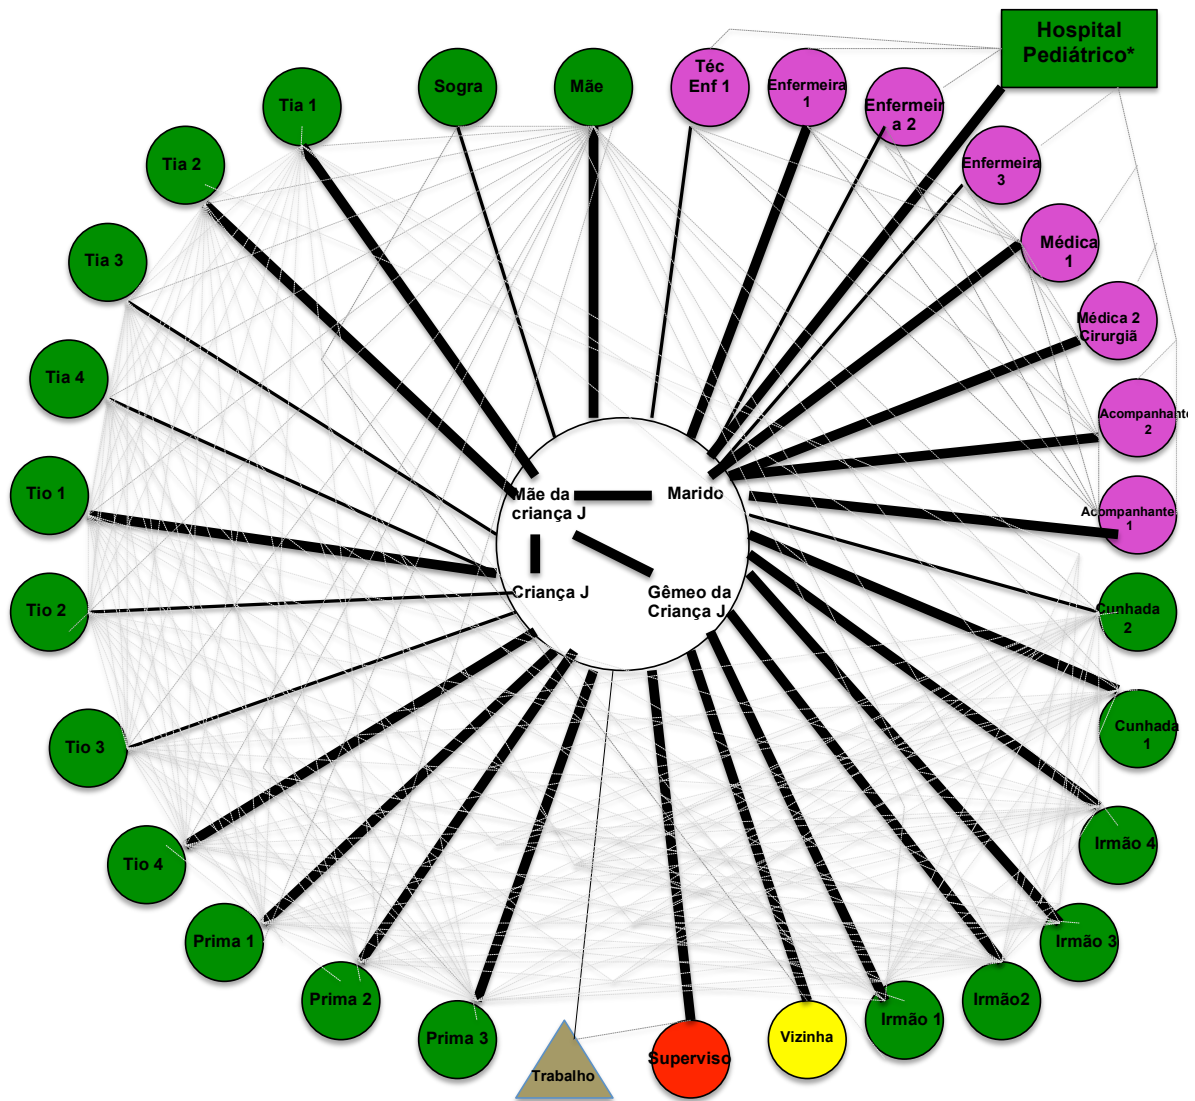 Hospital
Pediátrico*
Téc
Enf 1
Enfermeira
1
Enfermeir
a 2
Enfermeira
3
Médica
1
Médica 2
Cirurgiã
Acompanhante
2
Acompanhante
1
Cunhada
2
Cunhada
1
Irmão 4
Irmão 3
Irmão2
Irmão 1
Vizinha
Superviso
Trabalho
Prima 3
Prima 2
Prima 1
Tio 4
Tio 3
Tio 2
Tio 1
Tia 4
Tia 3
Tia 2
Tia 1
Sogra
Mãe
Mãe da
criança J
Marido
Criança J
Gêmeo da
Criança J